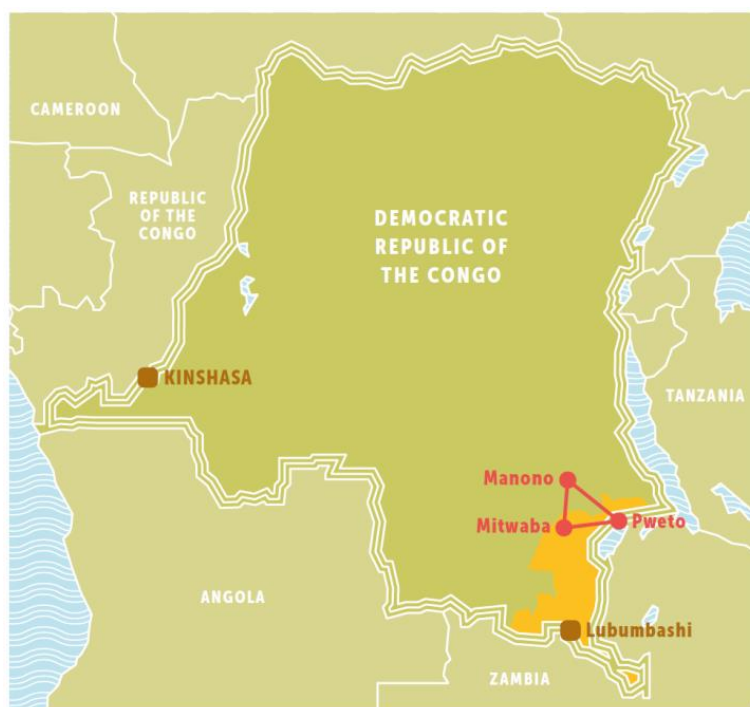 CAMEROON
REPUBLIC
OF THE
CONGO
DEMOCRATIC
REPUBLIC OF
THE CONGO
KINSHASA
TANZANIA
Manono
Mitwaba
Pweto
ANGOLA
Lubumbashi
ZAMBIA